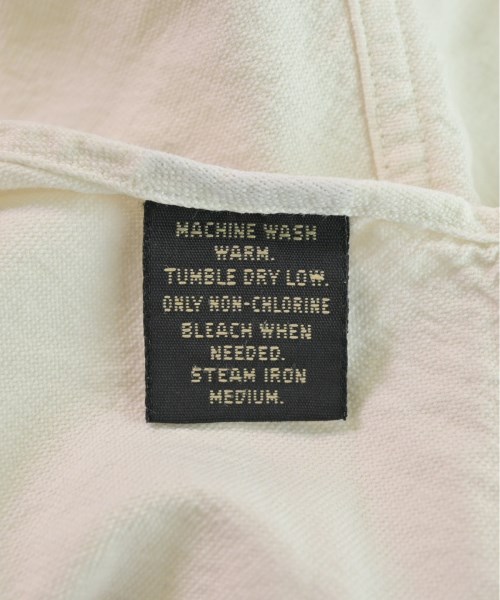 MACHINE WASH
WARM.
TUMBLE DRY LOW.
ONLY NON-CHLORINE
BLEACH WHEN
NEEDED.
STEAM IRON
MEDIUM.